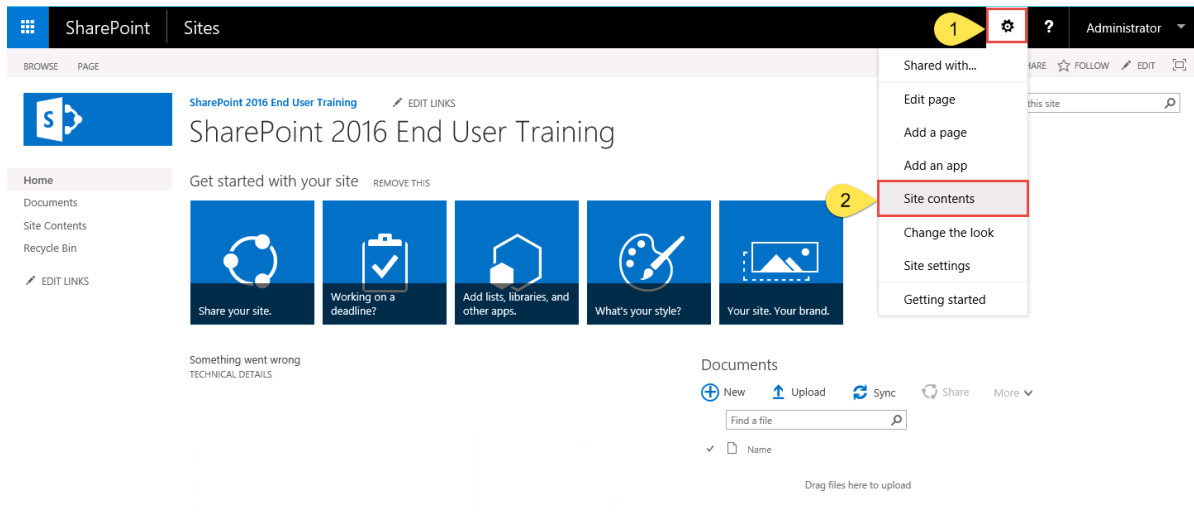 SharePoint
Sites
1
?
Administrator
BROWSE
PAGE
Shared with...
FOLLOW
EDIT
S
SharePoint 2016 End User Training
EDIT LINKS
Edit page
this site
SharePoint 2016 End User Training
Add a page
Add an app
Home
Get started with your site
REMOVE THIS
2
Site contents
Documents
Site Contents
Change the look
Recycle Bin
Site settings
EDIT LINKS
Getting started
Share your site.
Working on a
deadline?
Add lists, libraries, and
other apps.
What's your style?
Your site. Your brand.
Something went wrong
TECHNICAL DETAILS
Documents
New
Upload
Sync
Share
More
Find a file
Name
Drag files here to upload